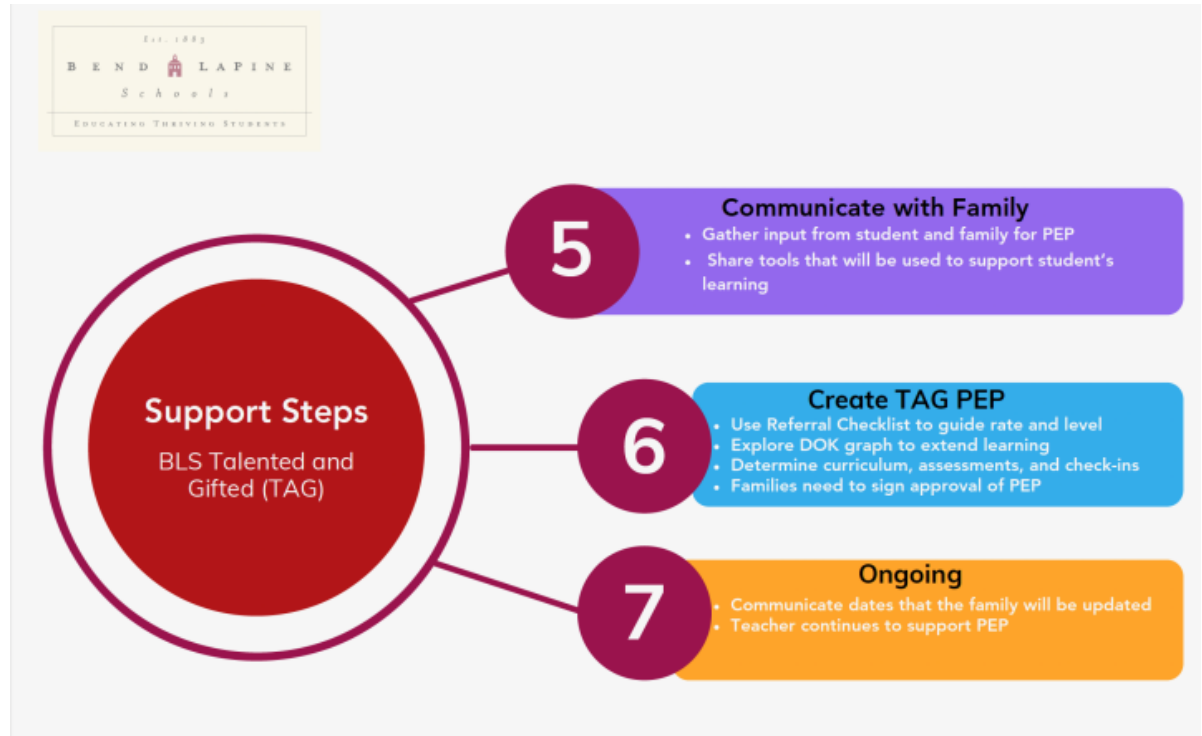 Est. 1883
BEND LAPINE
Schools
EDUCATING THRIVING STUDENTS
Support Steps
BLS Talented and
Gifted (TAG)
5
Communicate with Family
• Gather input from student and family for PEP
• Share tools that will be used to support student's
learning
6
Create TAG PEP
• Use Referral Checklist to guide rate and level
• Explore DOK graph to extend learning
• Determine curriculum, assessments, and check-ins
• Families need to sign approval of PEP
7
Ongoing
• Communicate dates that the family will be updated
• Teacher continues to support PEP